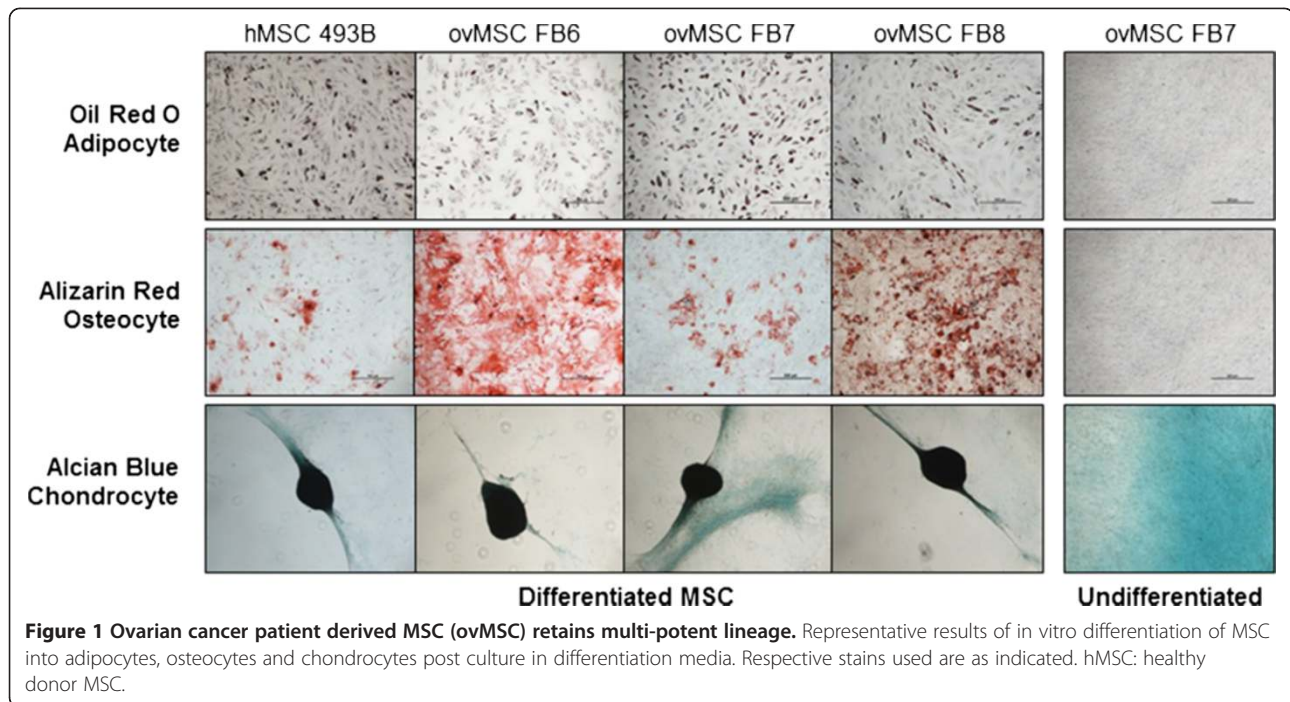 hMSC 493B ovMSC FB6 ovMSC FB7 ovMSC FB8 ovMSC FB7
Oil Red O
Adipocyte
Alizarin Red
Osteocyte
Alcian Blue
Chondrocyte
Differentiated MSC Undifferentiated
Figure 1 Ovarian cancer patient derived MSC (ovMSC) retains multi-potent lineage. Representative results of in vitro differentiation of MSC
into adipocytes, osteocytes and chondrocytes post culture in differentiation media. Respective stains used are as indicated. hMSC: healthy
donor MSC.